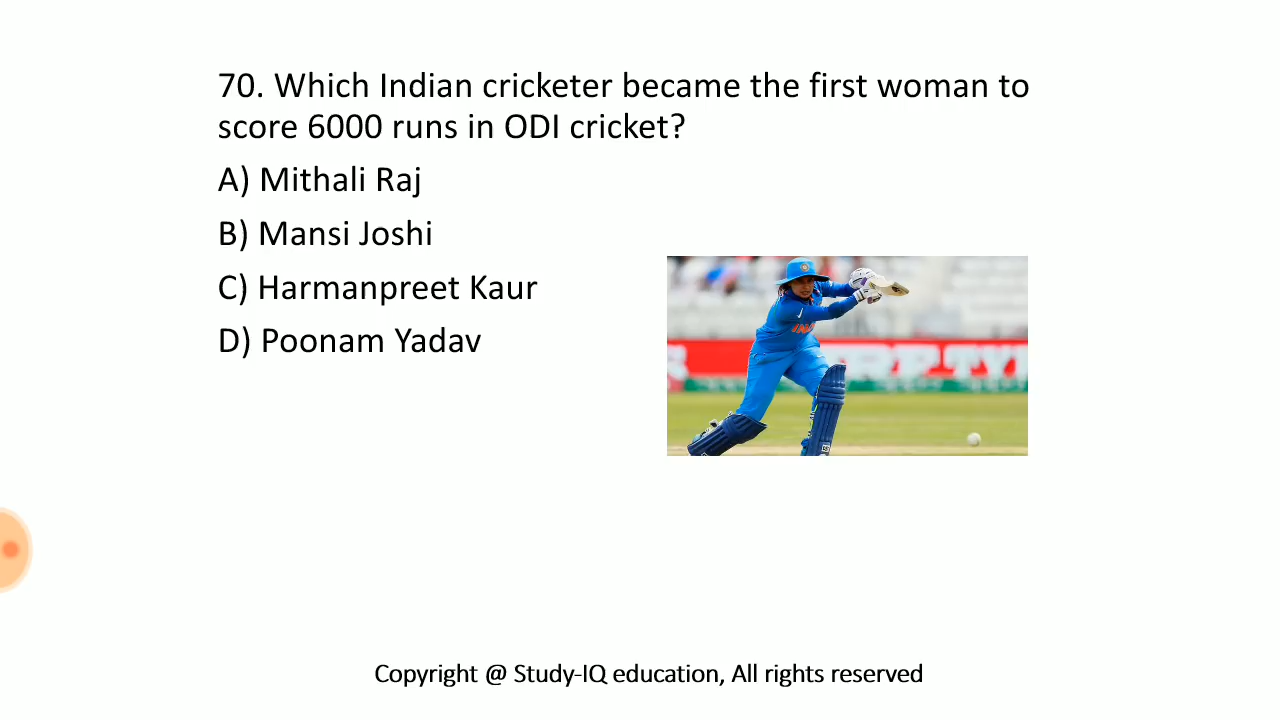 70. Which Indian cricketer became the first woman to
score 6000 runs in ODI cricket?
A) Mithali Raj
B) Mansi Joshi
C) Harmanpreet Kaur
D) Poonam Yadav
Copyright @ Study-IQ education, All rights reserved